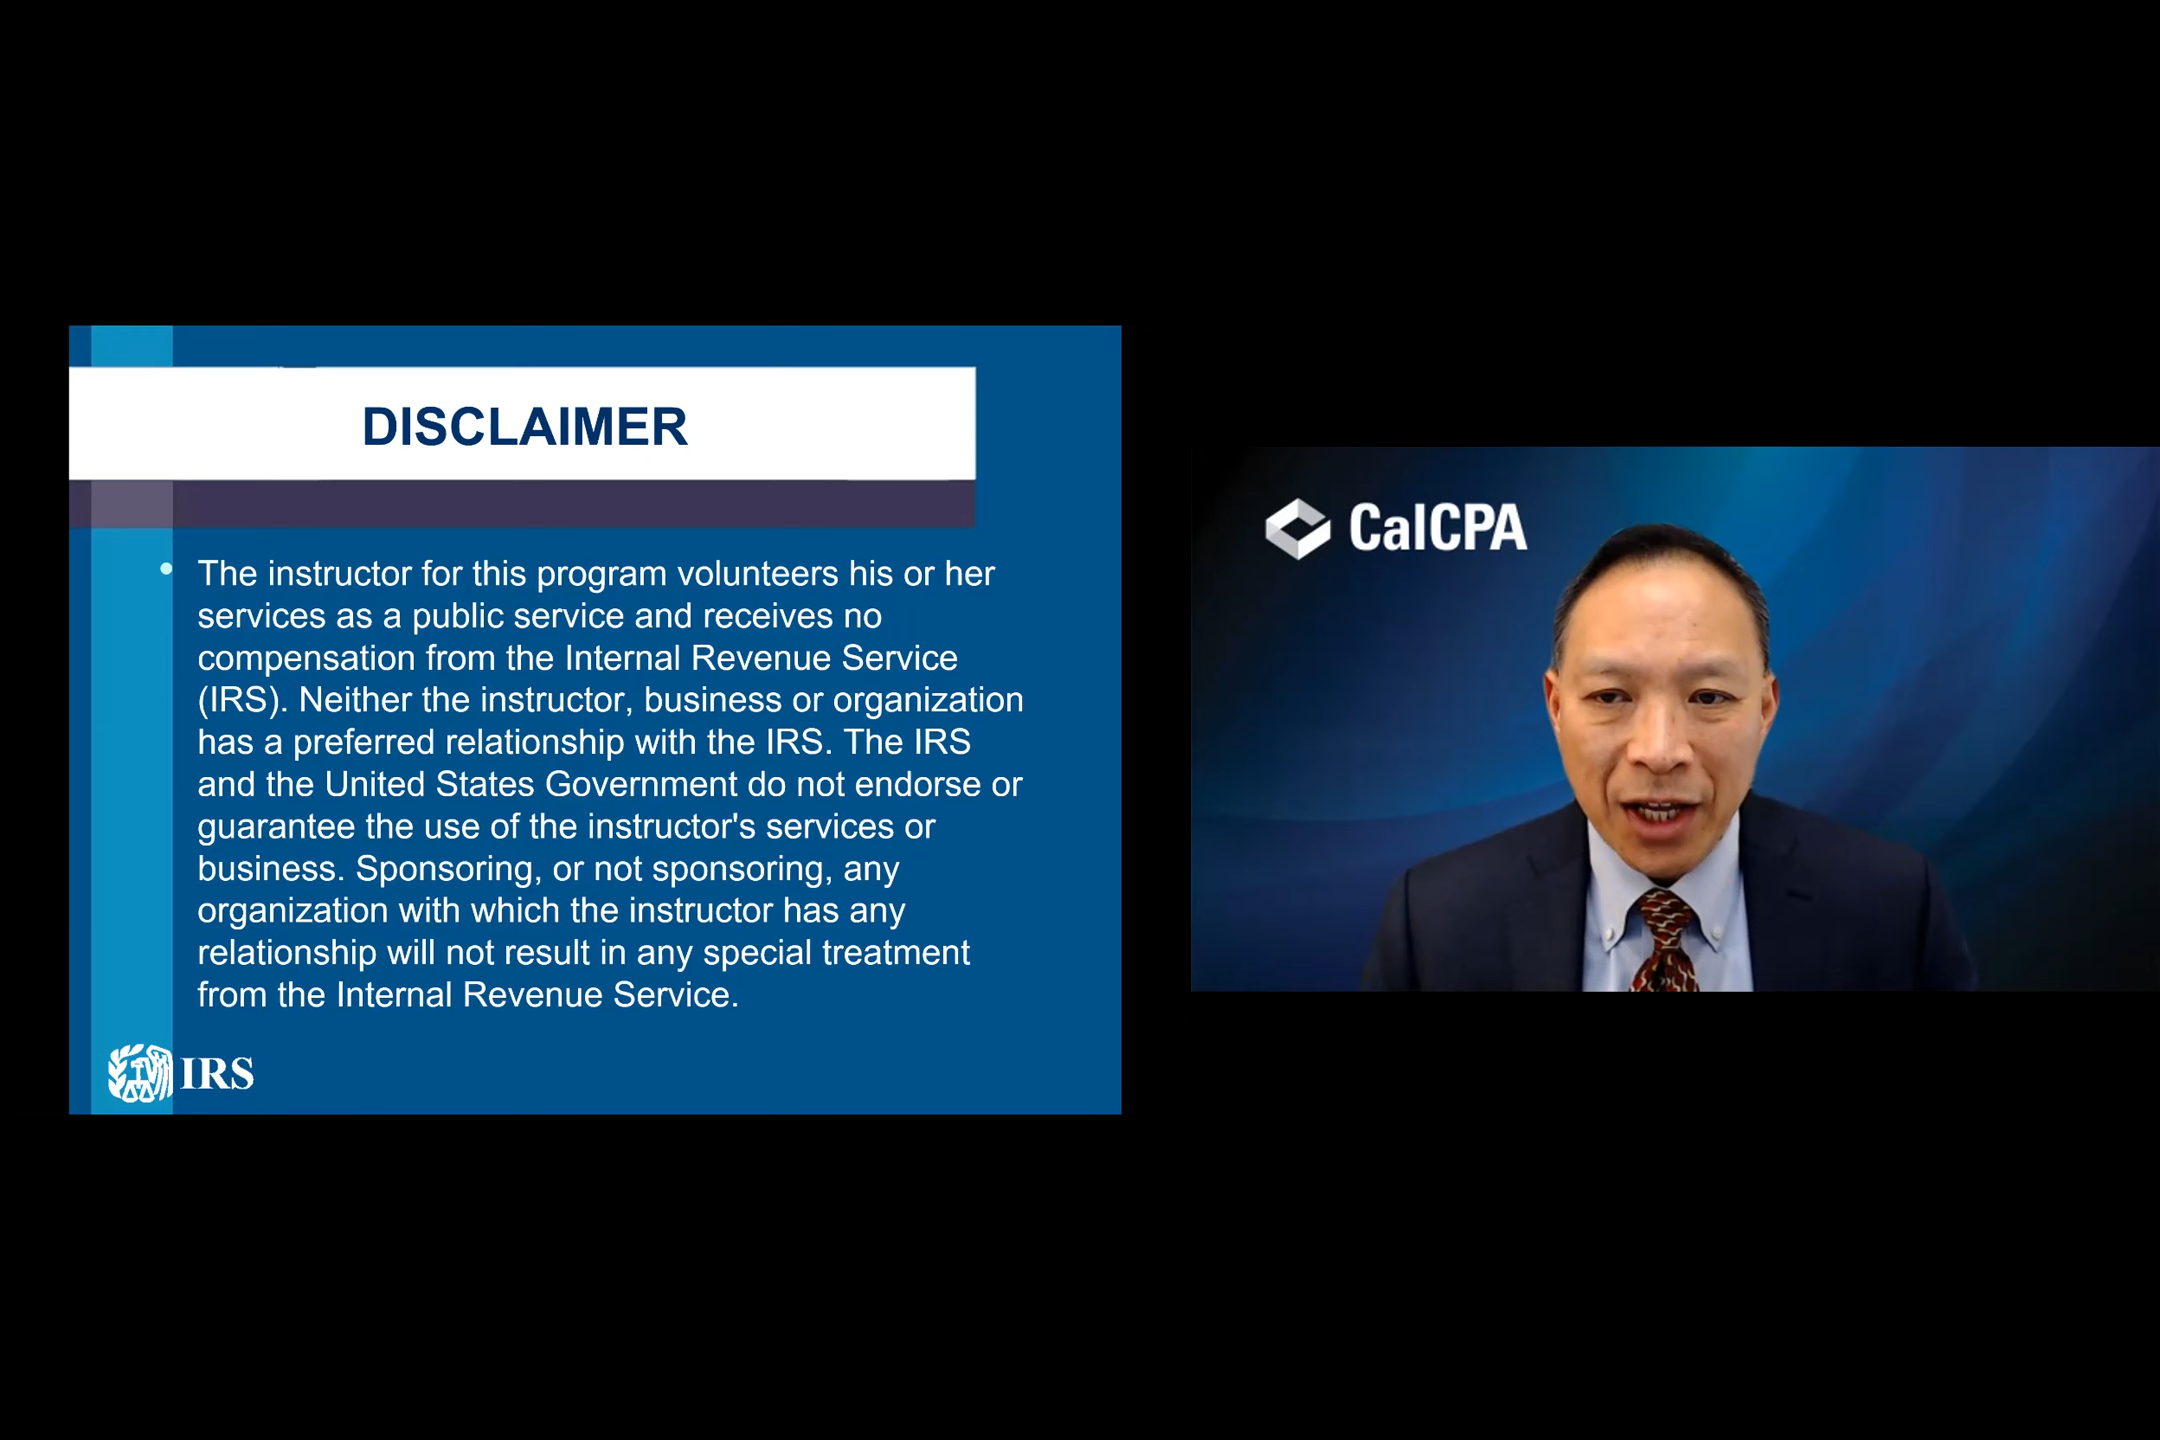 DISCLAIMER
• The instructor for this program volunteers his or her
services as a public service and receives no
compensation from the Internal Revenue Service
(IRS). Neither the instructor, business or organization
has a preferred relationship with the IRS. The IRS
and the United States Government do not endorse or
guarantee the use of the instructor's services or
business. Sponsoring, or not sponsoring, any
organization with which the instructor has any
relationship will not result in any special treatment
from the Internal Revenue Service.
IRS
CalCPA